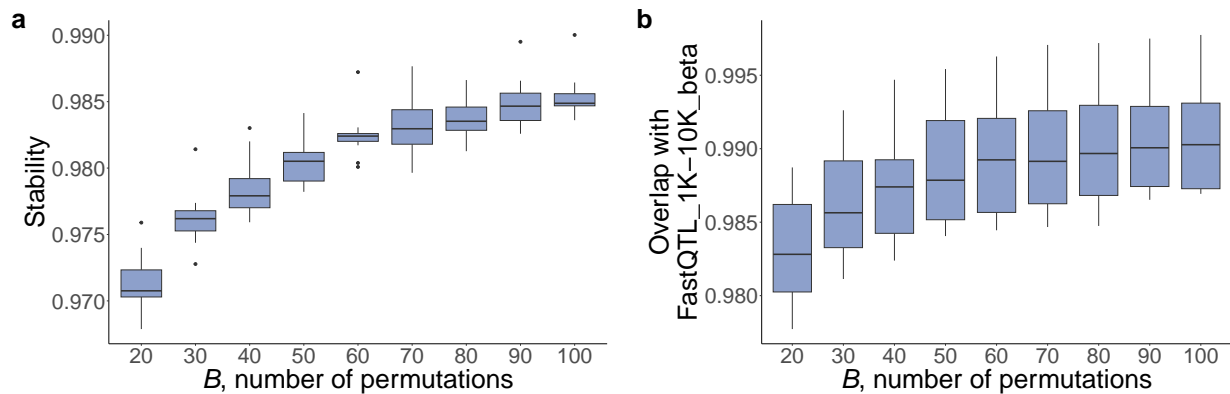 a
0.990
0.985
0.980
0.975
0.970
Stability
20 30 40 50 60 70 80 90 100
B, number of permutations
b
0.995
0.990
0.985
0.980
Overlap with
FastQTL_1K−10K_beta
20 30 40 50 60 70 80 90 100
B, number of permutations